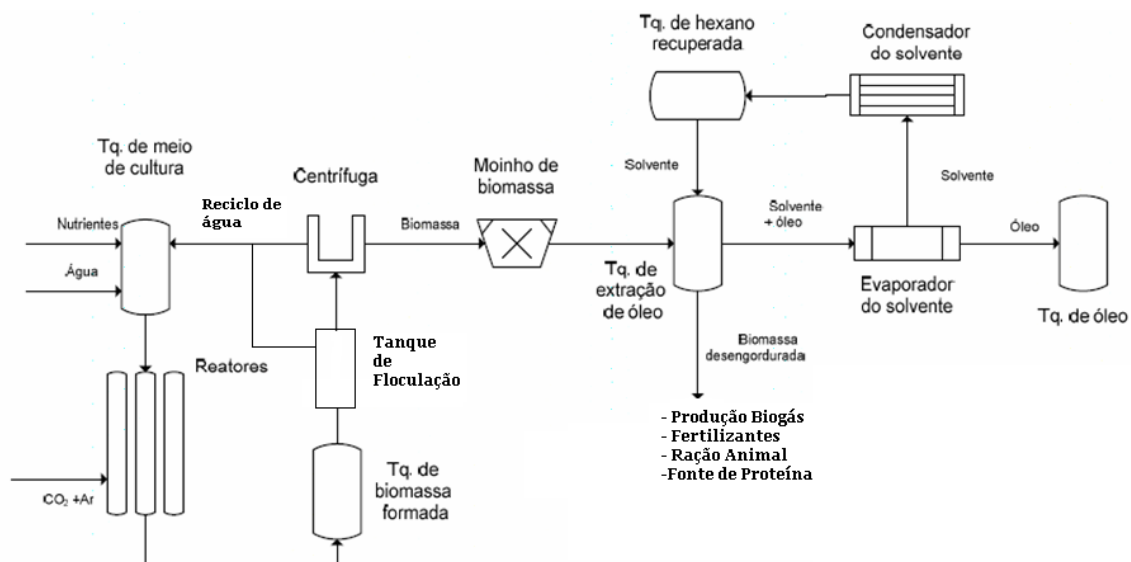 Tq. de hexano
recuperada
Condensador
do solvente
Tq. de meio
de cultura
Centrífuga
Moinho de
biomassa
Solvente
Solvente
Reciclo de
água
Nutrientes
Biomassa
Solvente
+ óleo
Óleo
Água
Tq. de
extração
de óleo
Evaporador
do solvente
Tq. de óleo
Reatores
Tanque
de
Floculação
Biomassa
desengordurada
- Produção Biogás
- Fertilizantes
- Ração Animal
-Fonte de Proteína
Tq. de
biomassa
formada
CO₂ +Ar